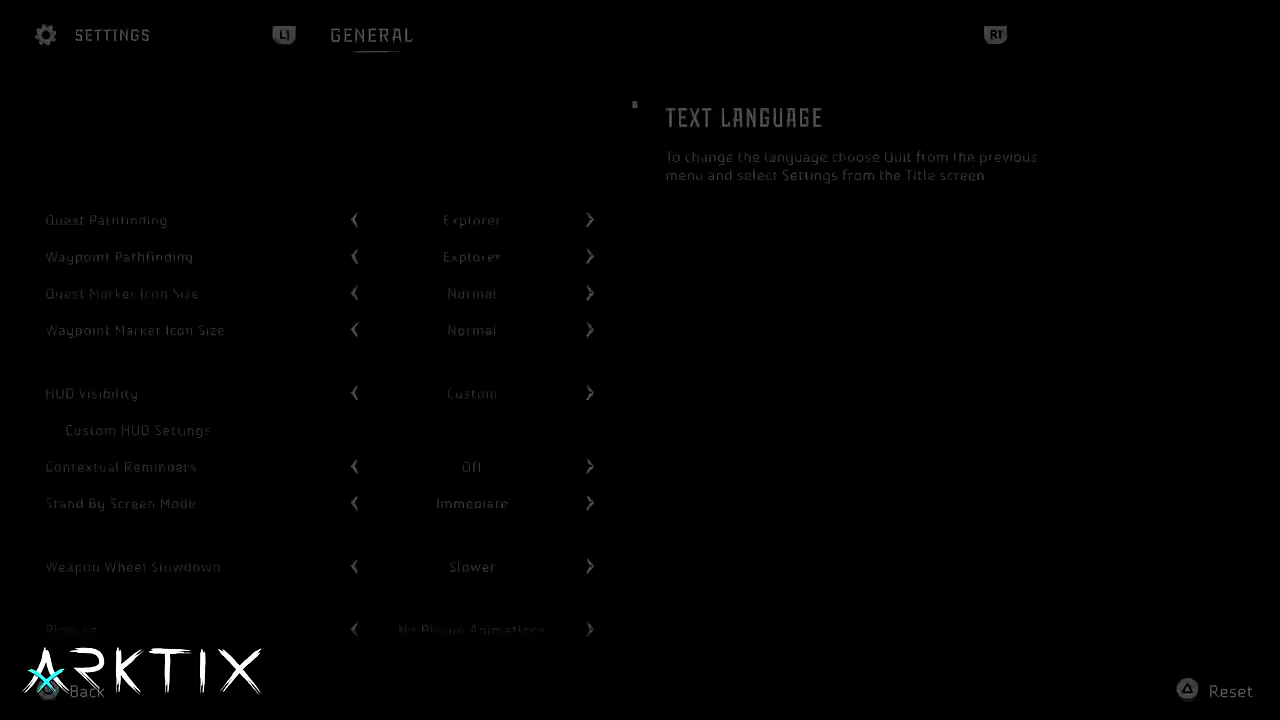 SETTINGS
L1
GENERAL
R1
TEXT LANGUAGE
To change the language choose Quit from the previous
menu and select Settings from the Title screen
Quest Pathfinding Explorer
Waypoint Pathfinding Explorer
Quest Marker Icon Size Normal
Waypoint Marker Icon Size Normal
HUD Visibility Custom
Custom HUD Settings
Contextual Reminders Off
Stand By Screen Mode Immediate
Weapon Wheel Slowdown Slower
No Pickup Animations
ARKTIX
Back
Reset